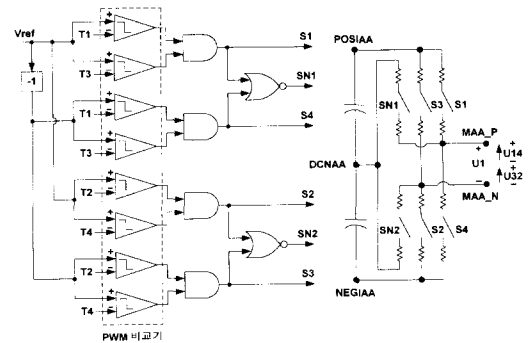 Vref
-1
T1
T3
T1
T3
T2
T4
T2
T4
S1
SN1
S4
S2
SN2
S3
PWM 비교기
POSIAA
SN1 S3 S1
MAA_P
U1 U14
DCNAA
U32
MAA_N
SN2 S2 S4
NEGIAA